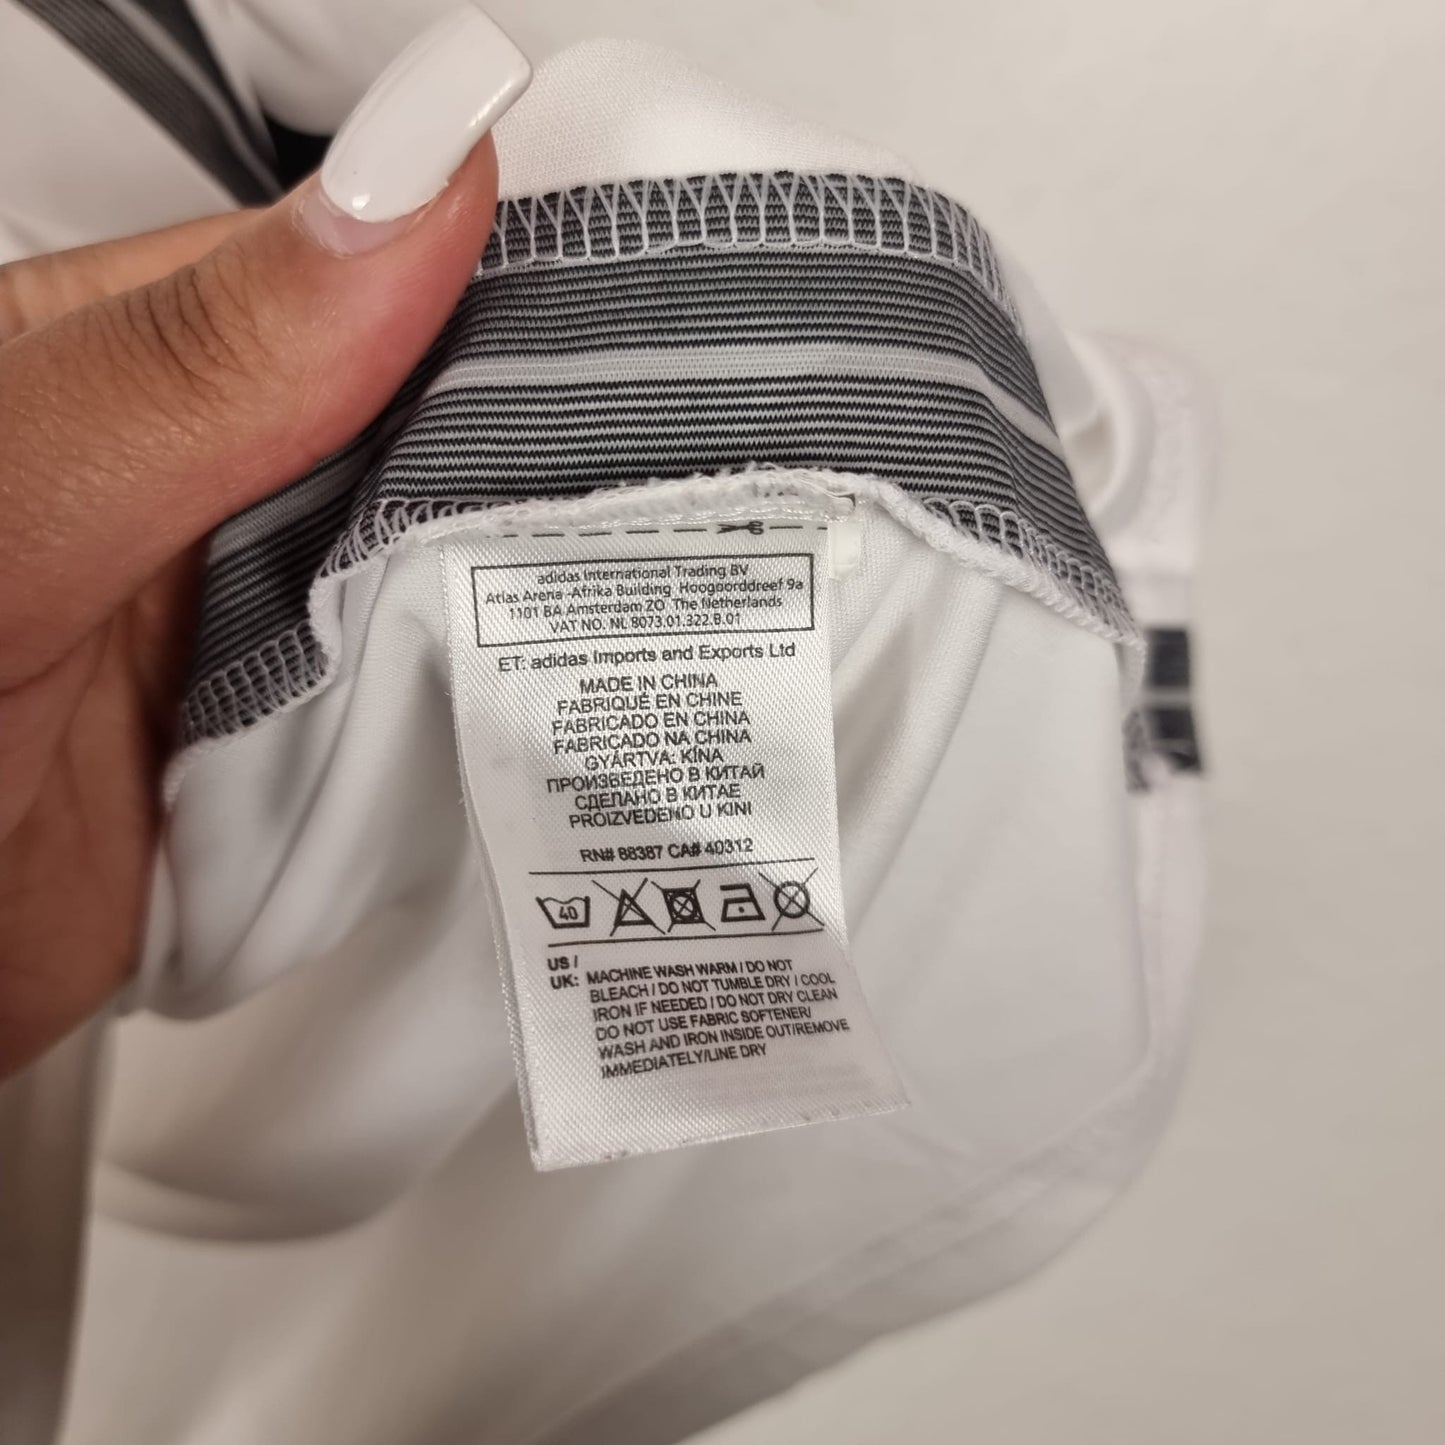 adidas International Trading BV
Atlas Arena -Afrika Building Hoogoorddreef 9a
1101 BA Amsterdam ZO The Netherlands
VAT NO. NL 8073.01.322.B.01
ET: adidas Imports and Exports Ltd
MADE IN CHINA
FABRIQUÉ EN CHINE
FABRICADO EN CHINA
FABRICADO NA CHINA
GYÁRTVA: KÍNA
ПРОИЗВЕДЕНО В КИТАЙ
СДЕЛАНО В КИТАЕ
PROIZVEDENO U KINI
RN# 88387 CA# 40312
40
US /
UK: MACHINE WASH WARM / DO NOT
BLEACH / DO NOT TUMBLE DRY / COOL
IRON IF NEEDED / DO NOT DRY CLEAN
DO NOT USE FABRIC SOFTENER/
WASH AND IRON INSIDE OUT/REMOVE
IMMEDIATELY/LINE DRY